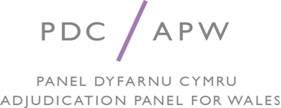 PDC / APW
PANEL DYFARNU CYMRU
ADJUDICATION PANEL FOR WALES